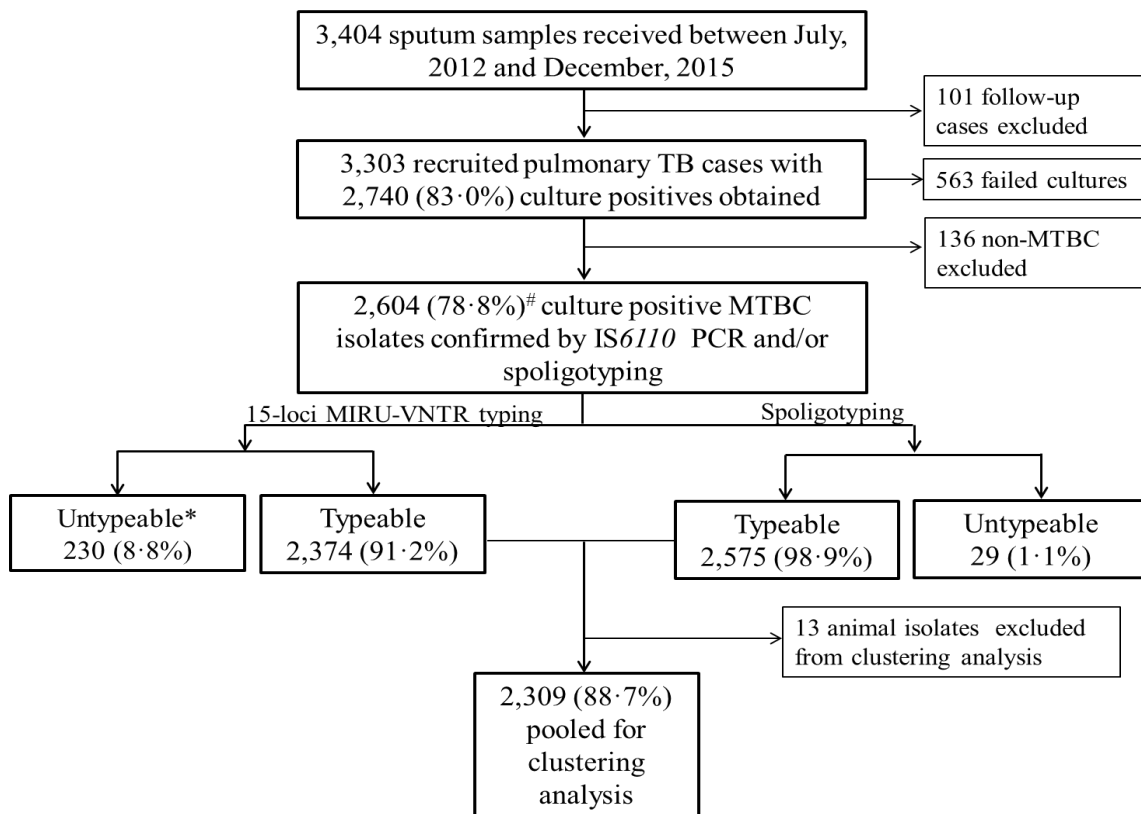 3,404 sputum samples received between July,
2012 and December, 2015
101 follow-up
cases excluded
3,303 recruited pulmonary TB cases with
2,740 (83·0%) culture positives obtained
563 failed cultures
136 non-MTBC
excluded
2,604 (78·8%)# culture positive MTBC
isolates confirmed by IS6110 PCR and/or
spoligotyping
15-loci MIRU-VNTR typing
Spoligotyping
Untypeable*
230 (8·8%)
Typeable
2,374 (91·2%)
Typeable
2,575 (98·9%)
Untypeable
29 (1·1%)
13 animal isolates excluded
from clustering analysis
2,309 (88·7%)
pooled for
clustering
analysis